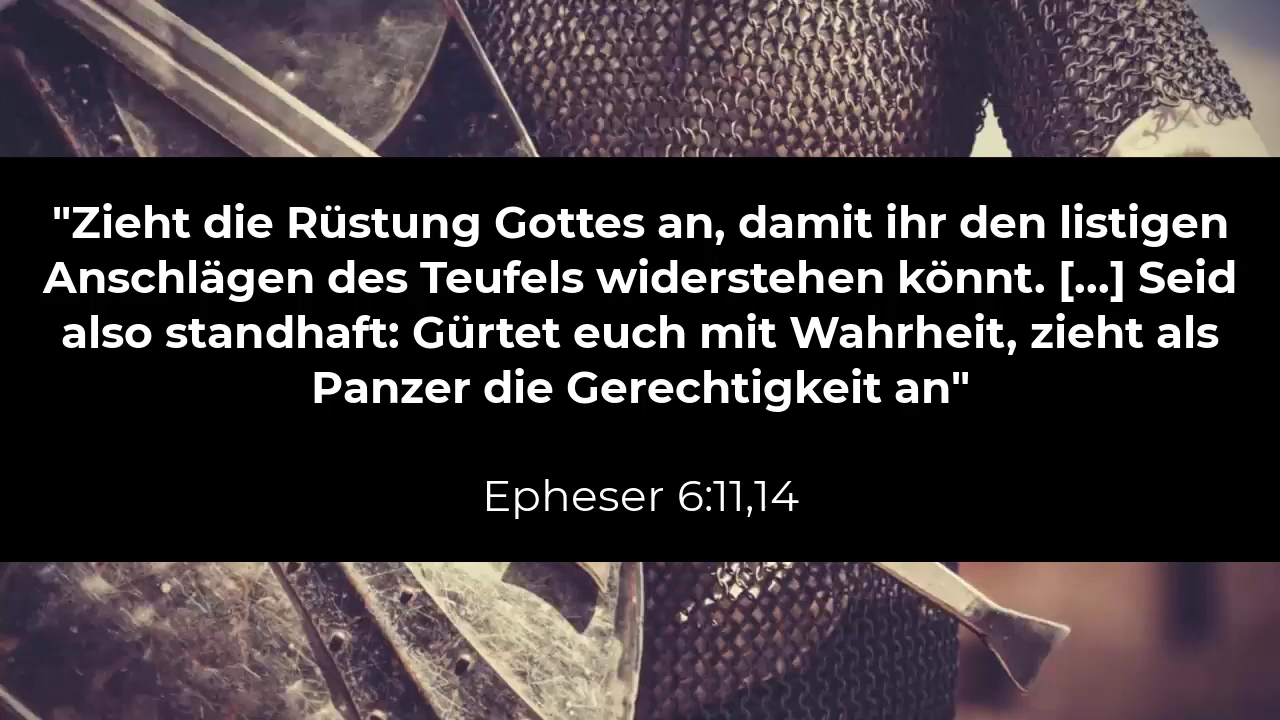 "Zieht die Rüstung Gottes an, damit ihr den listigen
Anschlägen des Teufels widerstehen könnt. [...] Seid
also standhaft: Gürtet euch mit Wahrheit, zieht als
Panzer die Gerechtigkeit an"
Epheser 6:11,14